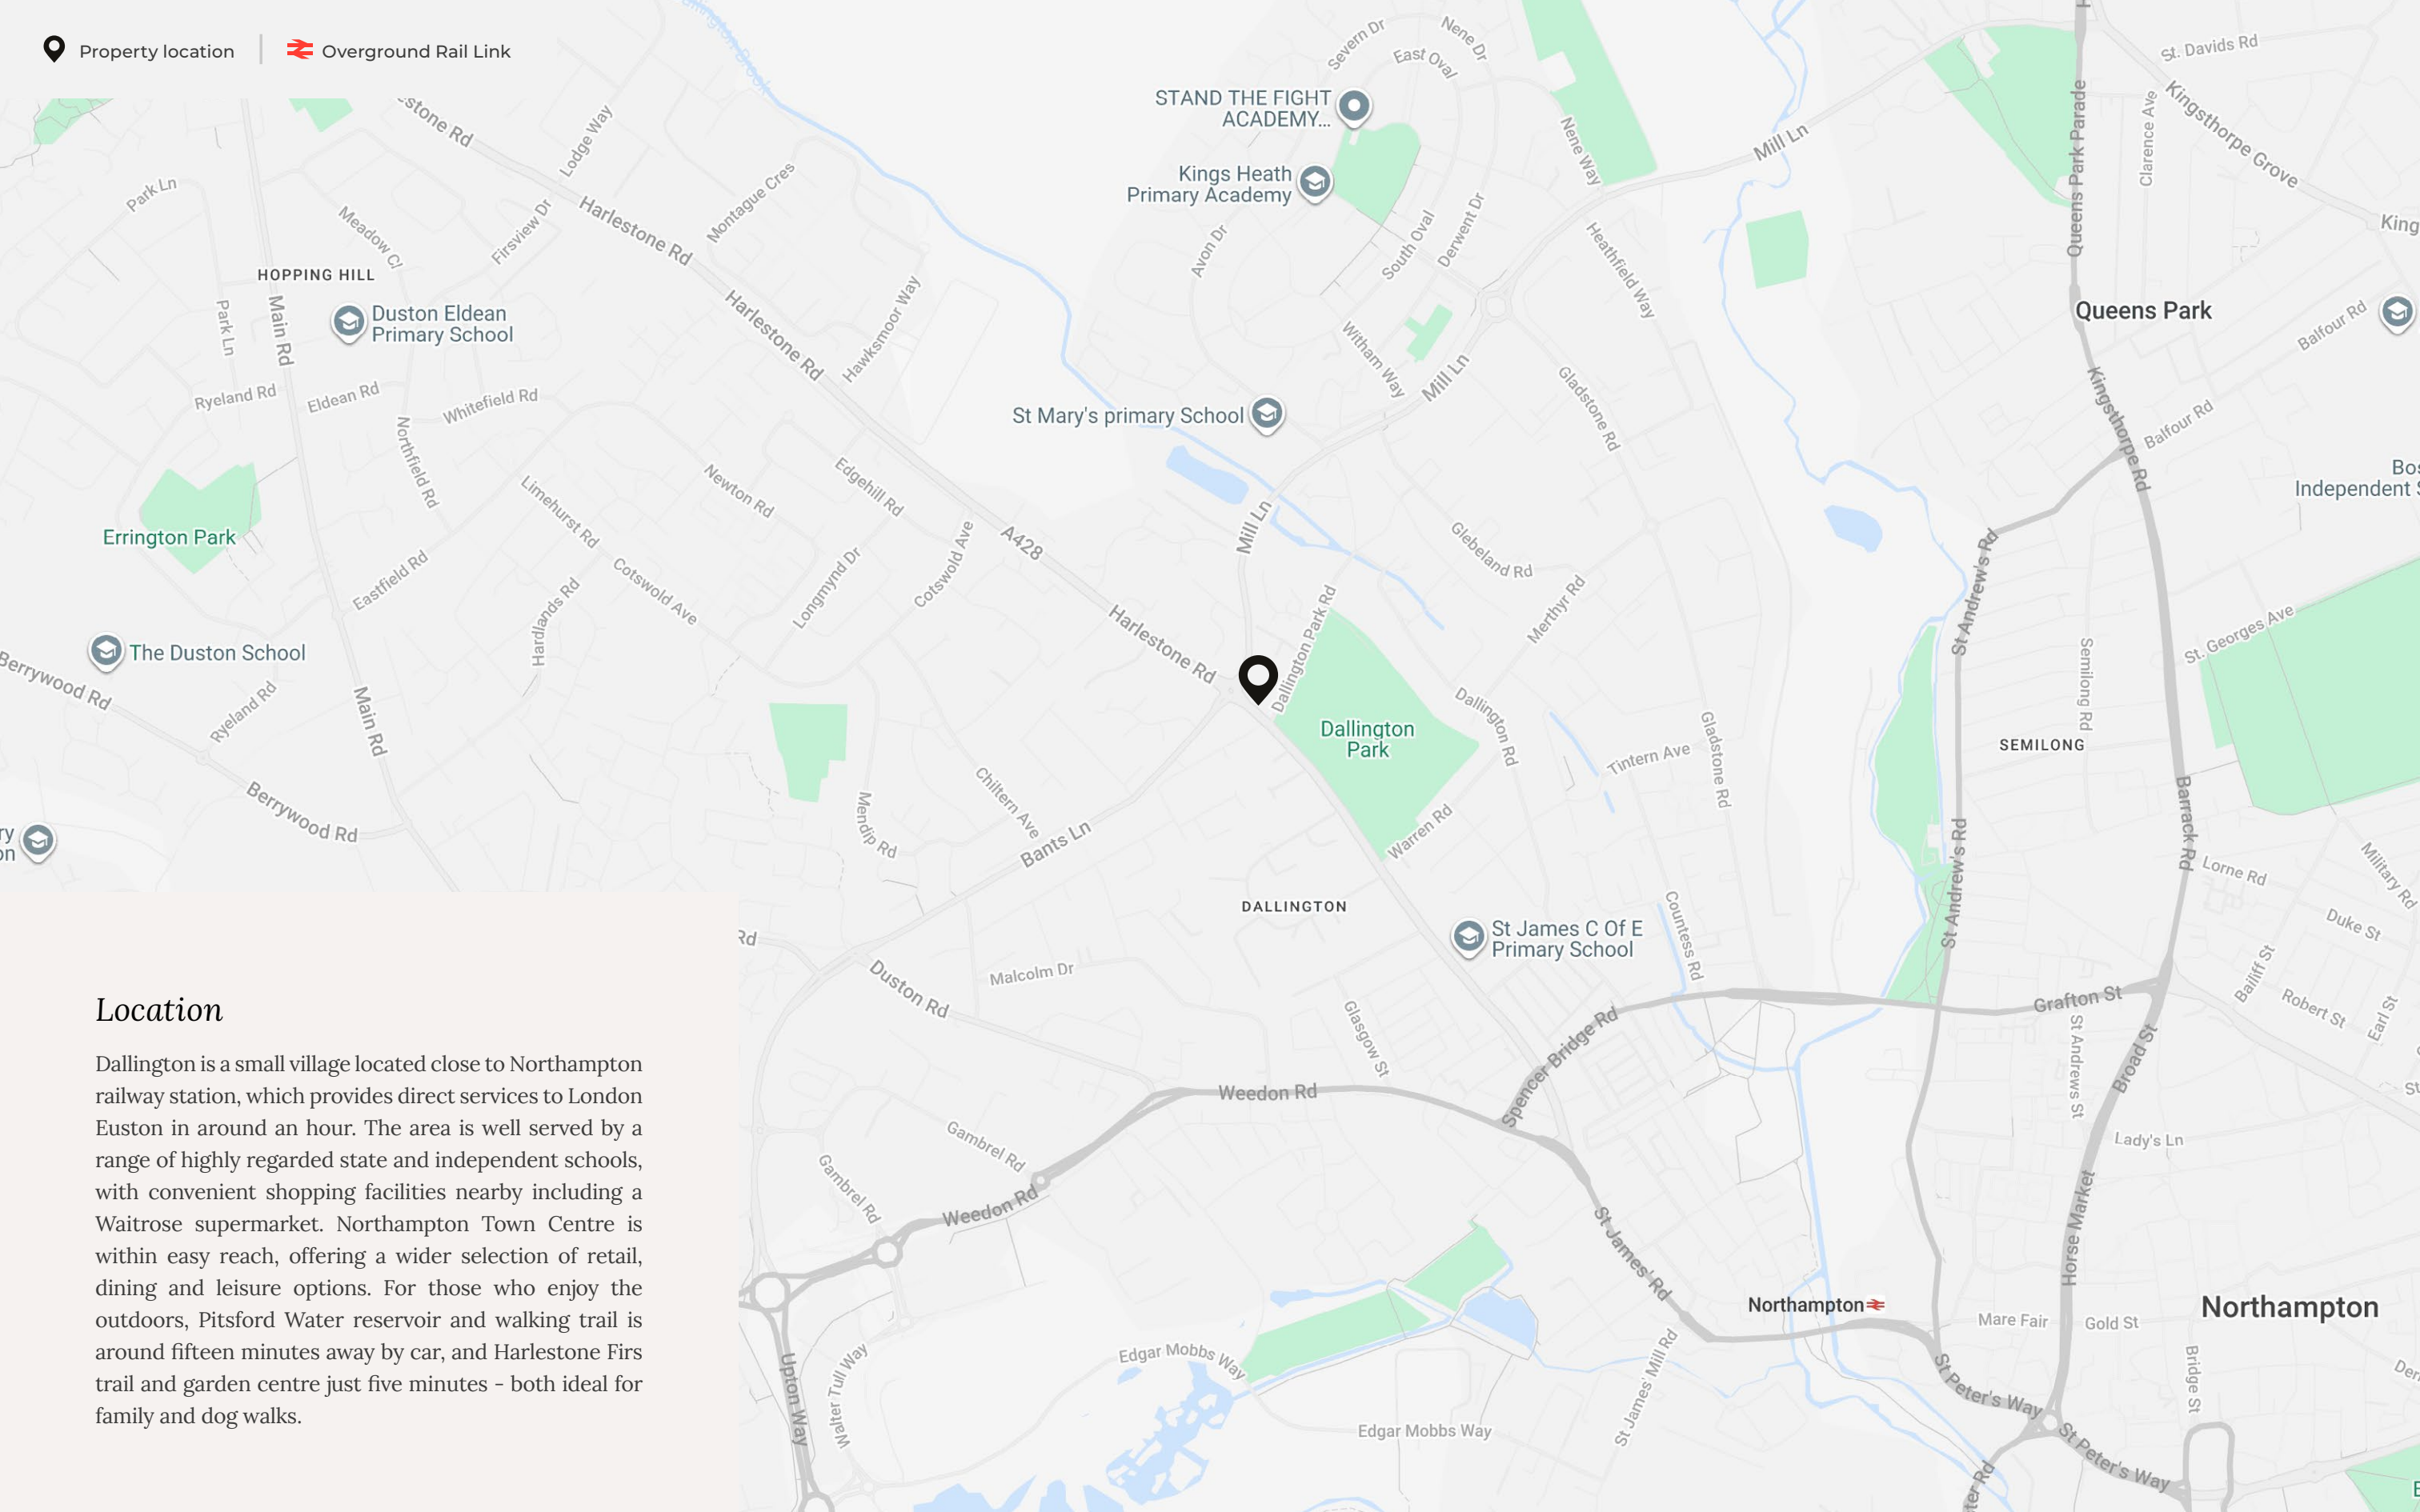 Property location
Overground Rail Link
Location
Dallington is a small village located close to Northampton
railway station, which provides direct services to London
Euston in around an hour. The area is well served by a
range of highly regarded state and independent schools,
with convenient shopping facilities nearby including a
Waitrose supermarket. Northampton Town Centre is
within easy reach, offering a wider selection of retail,
dining and leisure options. For those who enjoy the
outdoors, Pitsford Water reservoir and walking trail is
around fifteen minutes away by car, and Harlestone Firs
trail and garden centre just five minutes - both ideal for
family and dog walks.
Severn Dr
Nene Dr
East Oval
STAND THE FIGHT
ACADEMY...
Kings Heath
Primary Academy
Nene Way
Mill Ln
Queens Park Parade
Clarence Ave
St. Davids Rd
Kingsthorpe Grove
Lodge Way
Park Ln
Meadow Cl
Firsview Dr
Harlestone Rd
Montague Cres
Avon Dr
South Oval
Derwent Dr
Heathfield Way
HOPPING HILL
Duston Eldean
Primary School
Park Ln
Main Rd
Harlestone Rd
Hawksmoor Way
Witham Way
Mill Ln
Gladstone Rd
Queens Park
Balfour Rd
Kingsthorpe Rd
Balfour Rd
Ryeland Rd
Eldean Rd
Whitefield Rd
Northfield Rd
St Mary's primary School
Limehurst Rd
Newton Rd
Edgehill Rd
Errington Park
Eastfield Rd
Cotswold Ave
Hardlands Rd
Longmynd Dr
Cotswold Ave
A428
Mill Ln
Glebeland Rd
Merthyr Rd
St Andrew's Rd
Semilong Rd
St. Georges Ave
The Duston School
Berrywood Rd
Ryeland Rd
Main Rd
Harlestone Rd
Dallington Park Rd
Dallington
Park
Dallington Rd
Tintern Ave
Gladstone Rd
SEMILONG
Berrywood Rd
Mendip Rd
Chiltern Ave
Bants Ln
Warren Rd
Barrack Rd
Lorne Rd
Military Rd
DALLINGTON
St James C Of E
Primary School
Countess Rd
St Andrew's Rd
Duke St
Rd
Duston Rd
Malcolm Dr
Glasgow St
Spencer Bridge Rd
Grafton St
St Andrews St
Broad St
Bailiff St
Robert St
Earl St
Weedon Rd
Gambrel Rd
Gambrel Rd
Weedon Rd
Lady's Ln
Horse Market
St James' Rd
Northampton
Mare Fair
Gold St
Northampton
Upton Way
Walter Tull Way
Edgar Mobbs Way
Edgar Mobbs Way
St James' Mill Rd
St Peter's Way
Bridge St
St Peter's Way